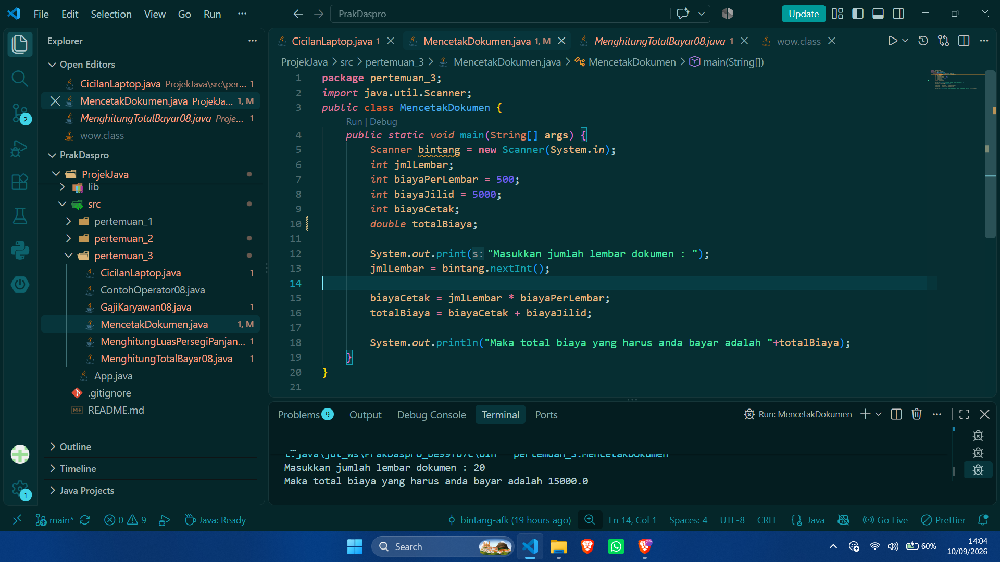 File Edit Selection View Go Run ··· PrakDaspro Update
Explorer ···
Open Editors
CicilanLaptop.java ProjekJava\src\per... 1
MencetakDokumen.java ProjekJa... 1, M
MenghitungTotalBayar08.java Proje... 1
wow.class
PrakDaspro
ProjekJava
lib
src
pertemuan_1
pertemuan_2
pertemuan_3
CicilanLaptop.java 1
ContohOperator08.java
GajiKaryawan08.java 1
MencetakDokumen.java 1, M
MenghitungLuasPersegiPanjan... 1
MenghitungTotalBayar08.java 1
App.java
.gitignore
README.md
Outline
Timeline
Java Projects
2
1
CicilanLaptop.java 1 MencetakDokumen.java 1, M MenghitungTotalBayar08.java 1 wow.class
ProjekJava > src > pertemuan_3 > MencetakDokumen.java > MencetakDokumen > main(String[])
1 package pertemuan_3;
2 import java.util.Scanner;
3 public class MencetakDokumen {
Run | Debug
4 public static void main(String[] args) {
5 Scanner bintang = new Scanner(System.in);
6 int jmlLembar;
7 int biayaPerLembar = 500;
8 int biayaJilid = 5000;
9 int biayaCetak;
10 double totalBiaya;
11
12 System.out.print(s: "Masukkan jumlah lembar dokumen : ");
13 jmlLembar = bintang.nextInt();
14
15 biayaCetak = jmlLembar * biayaPerLembar;
16 totalBiaya = biayaCetak + biayaJilid;
17
18 System.out.println("Maka total biaya yang harus anda bayar adalah "+totalBiaya);
19 }
20 }
21
Problems 9 Output Debug Console Terminal Ports Run: MencetakDokumen
...
Masukkan jumlah lembar dokumen : 20
Maka total biaya yang harus anda bayar adalah 15000.0
main* 0 9 Java: Ready bintang-afk (19 hours ago) Ln 14, Col 1 Spaces: 4 UTF-8 CRLF {} Java Go Live Prettier
Search 60% 14:04
10/09/2026